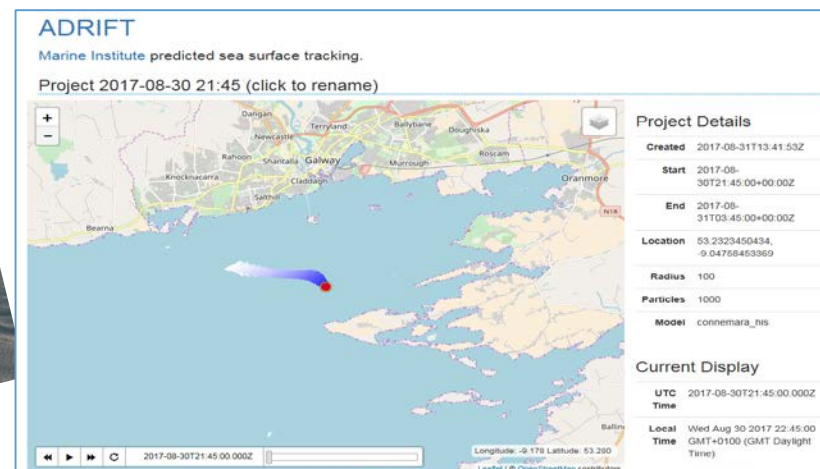 ADRIFT
Marine Institute predicted sea surface tracking.
Project 2017-08-30 21:45 (click to rename)
+
−
Dangan
Terryland
Ballybane
Doughiska
Newcastle
Rahoon
Shantalla
Galway
Murrough
Roscam
Knocknacarra
Claddagh
Oranmore
Salthill
N18
Bearna
Ballin
2017-08-30T21:45:00.000Z
Longitude: -9.178 Latitude: 53.280
Leaflet | © OpenStreetMap contributors
Project Details
Created 2017-08-31T13:41:53Z
Start 2017-08-
30T21:45:00+00:00Z
End 2017-08-
31T03:45:00+00:00Z
Location 53.2323450434,
-9.04758453369
Radius 100
Particles 1000
Model connemara_his
Current Display
UTC 2017-08-30T21:45:00.000Z
Time
Local Wed Aug 30 2017 22:45:00
Time GMT+0100 (GMT Daylight
Time)